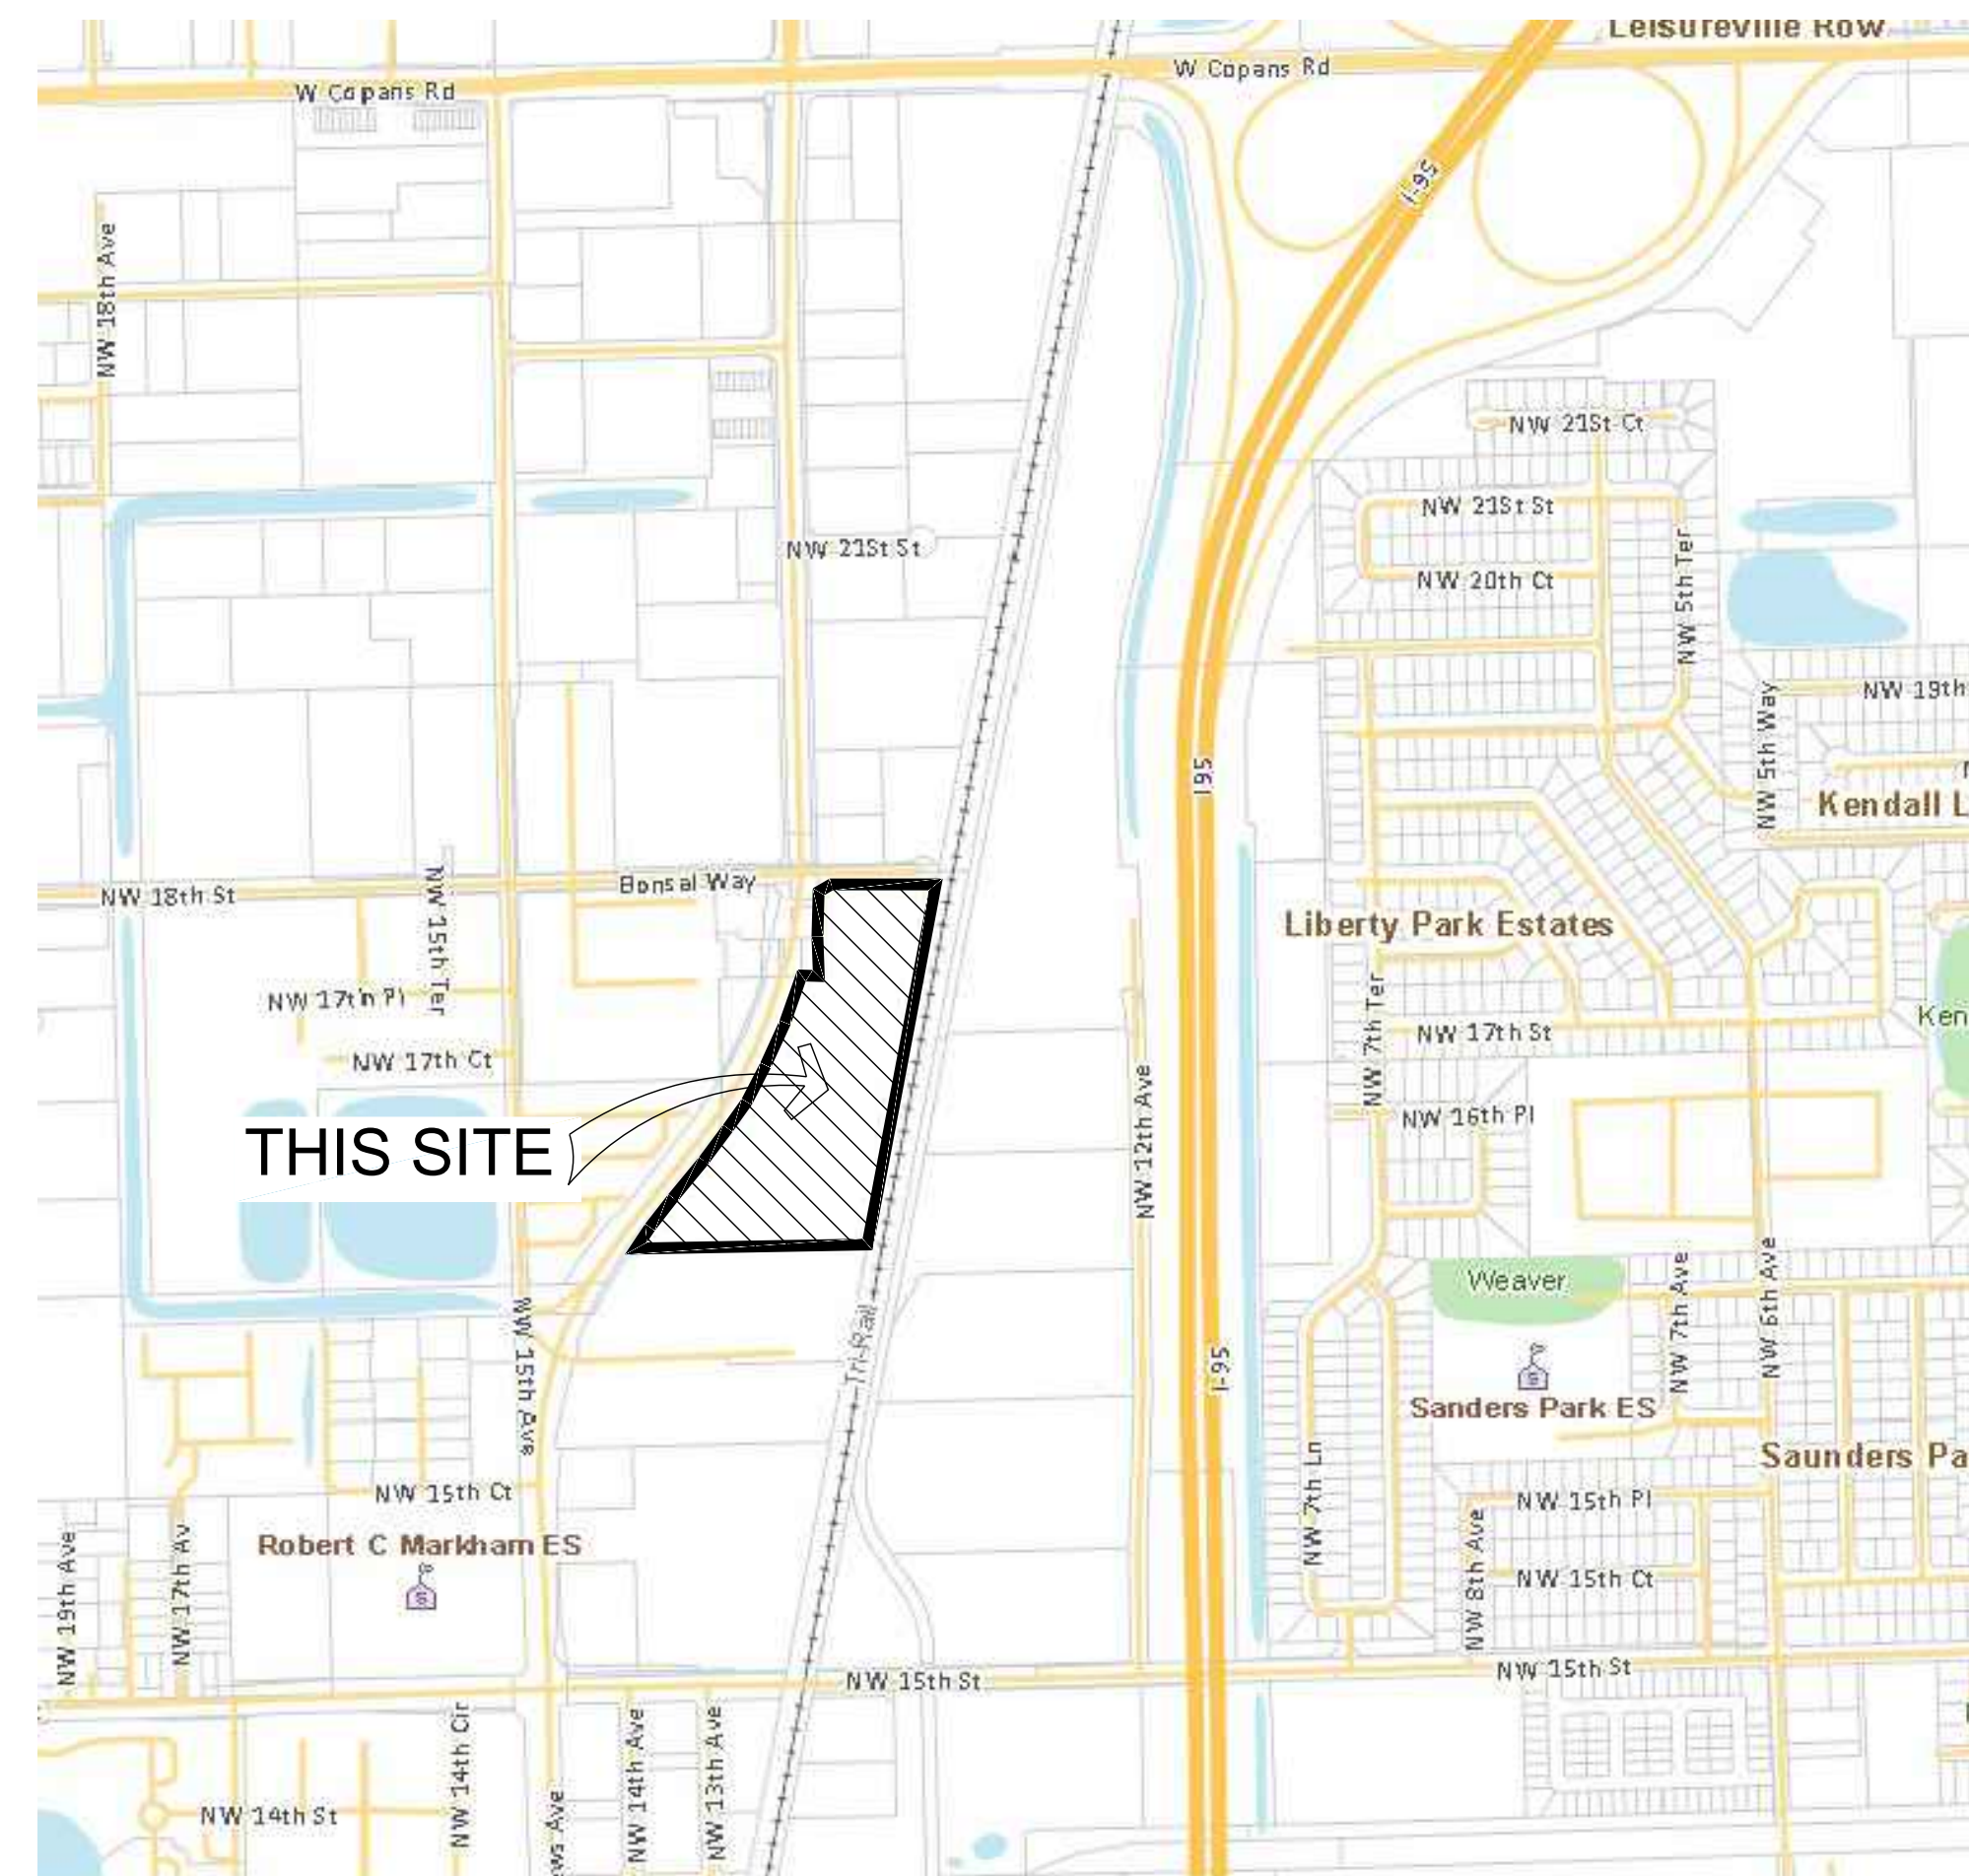 Leisureville Row
W Copans Rd
W Copans Rd
I-95
NW 18th Ave
NW 21St Ct
NW 21St St
NW 21St St
NW 20th Ct
NW 5th Ter
NW 19th
NW 5th Way
I 95
Kendall L
NW 18th St
Bonsal Way
NW 15th Ter
Liberty Park Estates
NW 17th Pl
NW 7th Ter
Ken
NW 17th St
NW 17th Ct
NW 12th Ave
NW 16th Pl
THIS SITE
Weaver
NW 7th Ave
NW 6th Ave
Tri-Rail
NW 15th Ave
I-95
Sanders Park ES
Saunders Pa
NW 15th Ct
NW 7th Ln
NW 15th Pl
Robert C Markham ES
NW 19th Ave
NW 17th Av
NW 8th Ave
NW 15th Ct
NW 15th St
NW 15th St
NW 14th Cir
NW 14th Ave
NW 13th Ave
NW 14th St
ws Ave